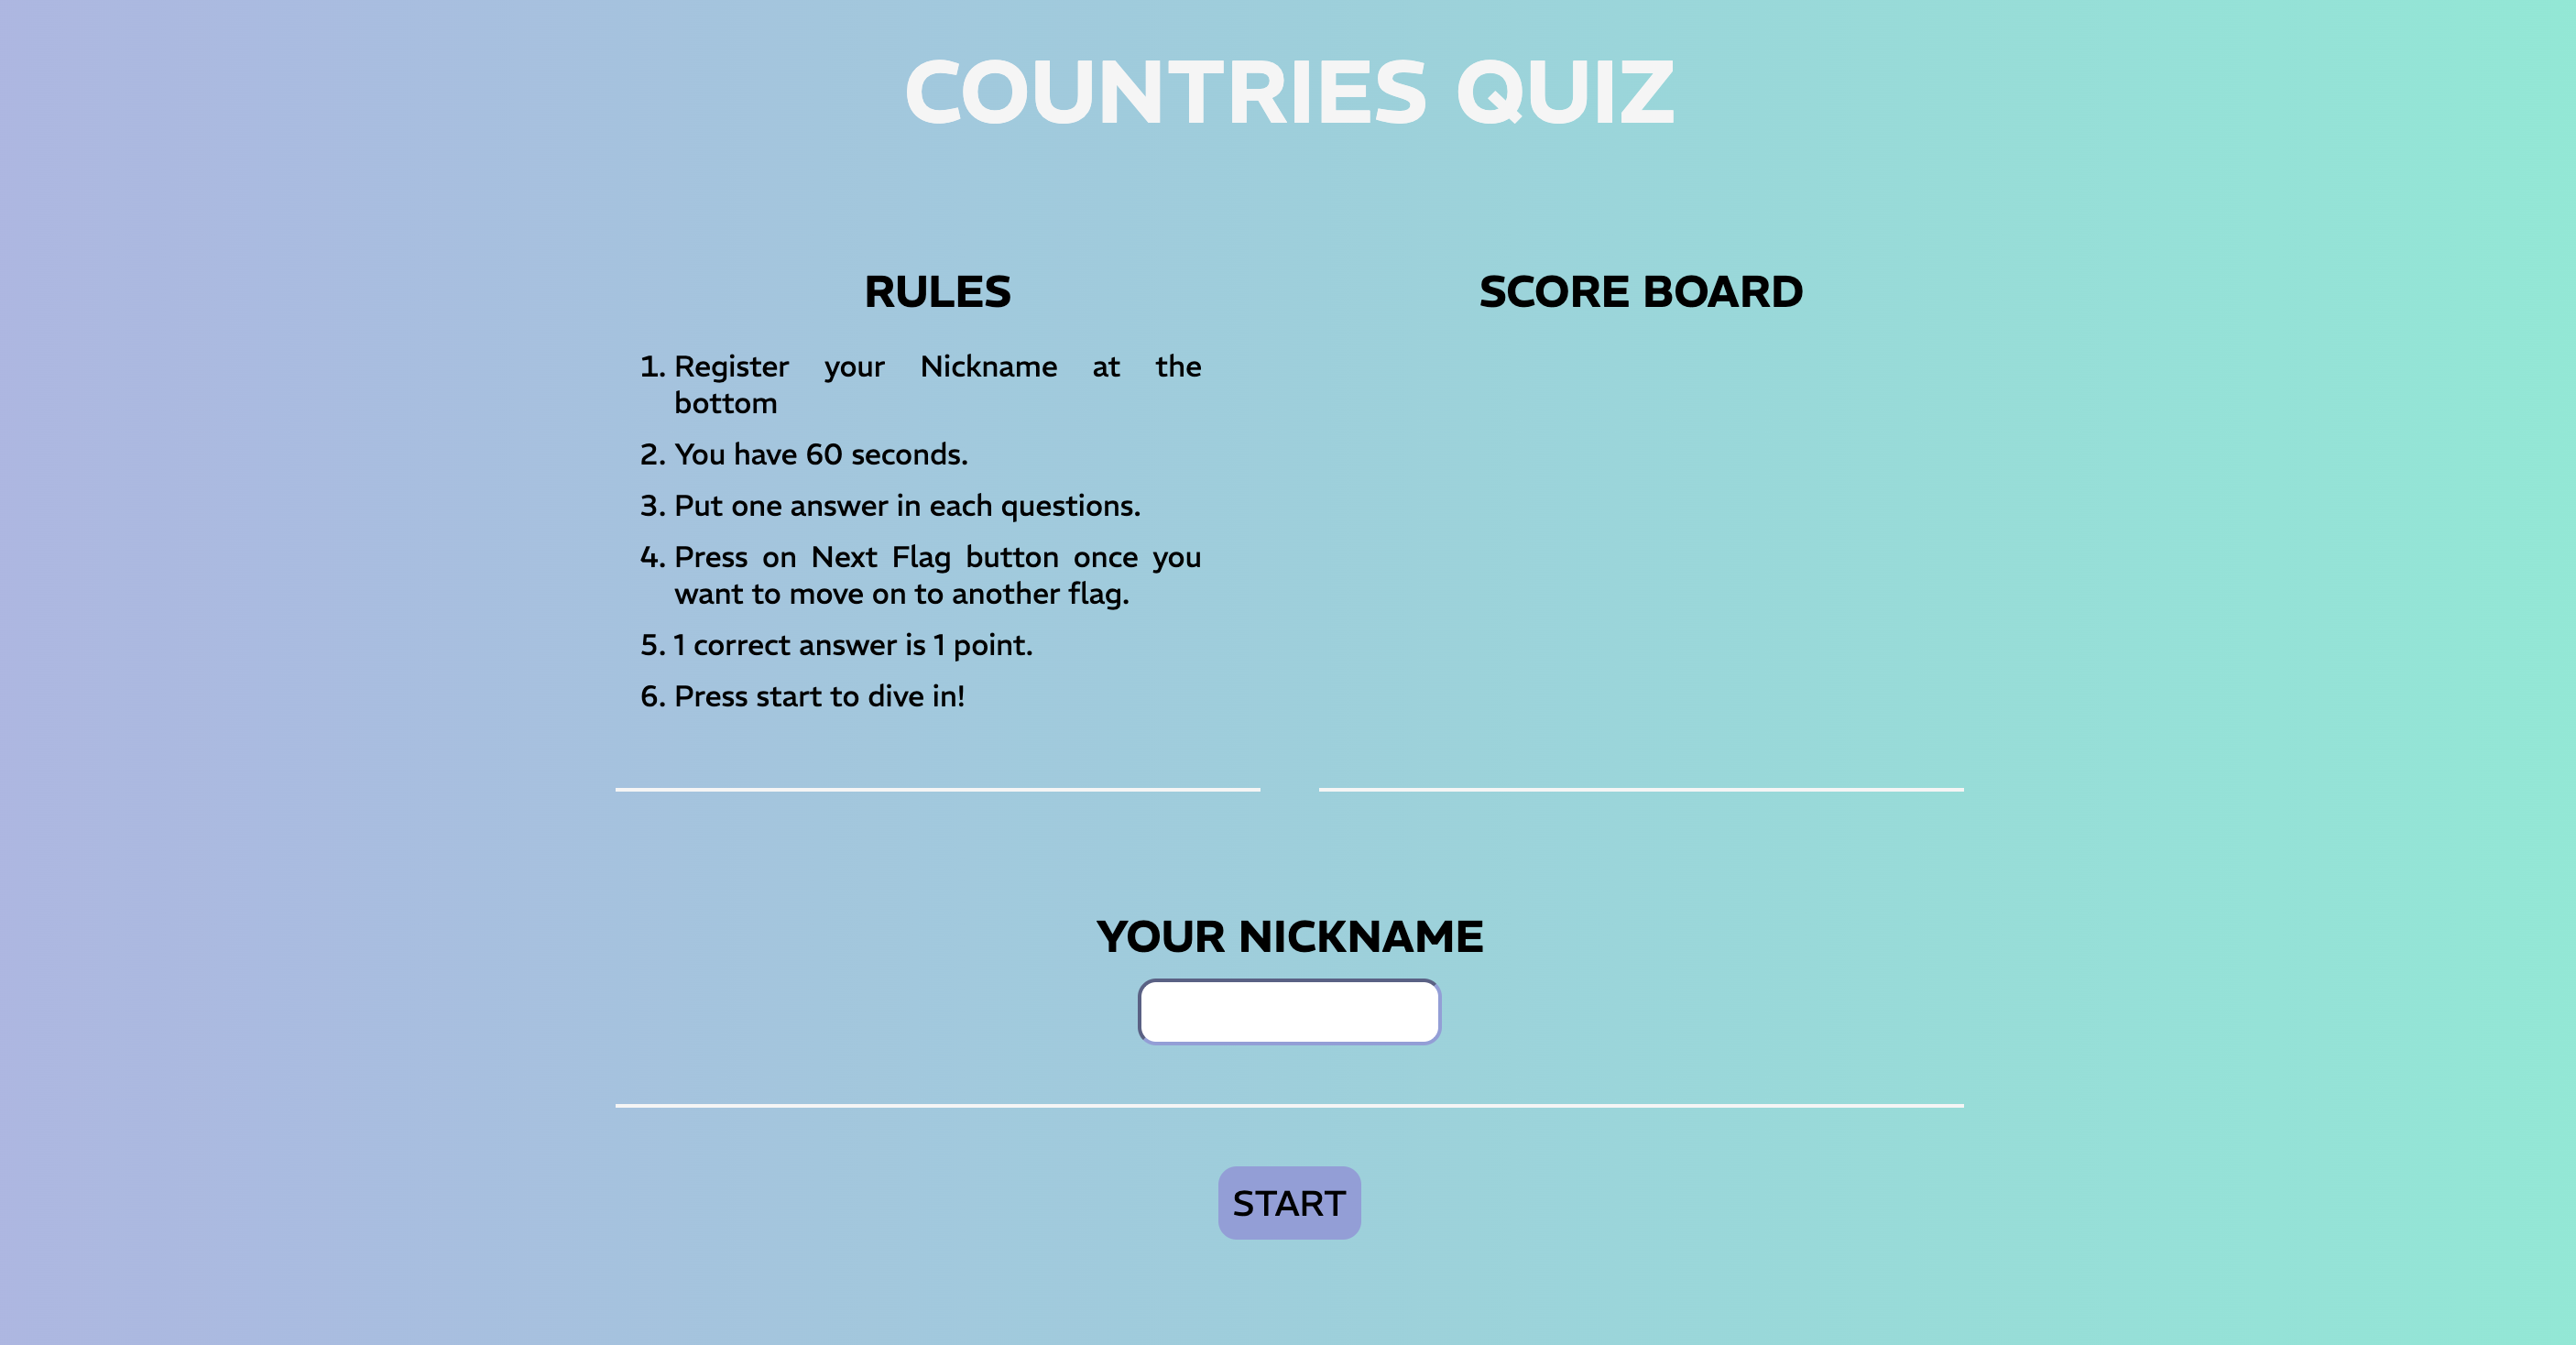 COUNTRIES QUIZ
RULES
1. Register your Nickname at the
bottom
2. You have 60 seconds.
3. Put one answer in each questions.
4. Press on Next Flag button once you
want to move on to another flag.
5. 1 correct answer is 1 point.
6. Press start to dive in!
SCORE BOARD
YOUR NICKNAME
START